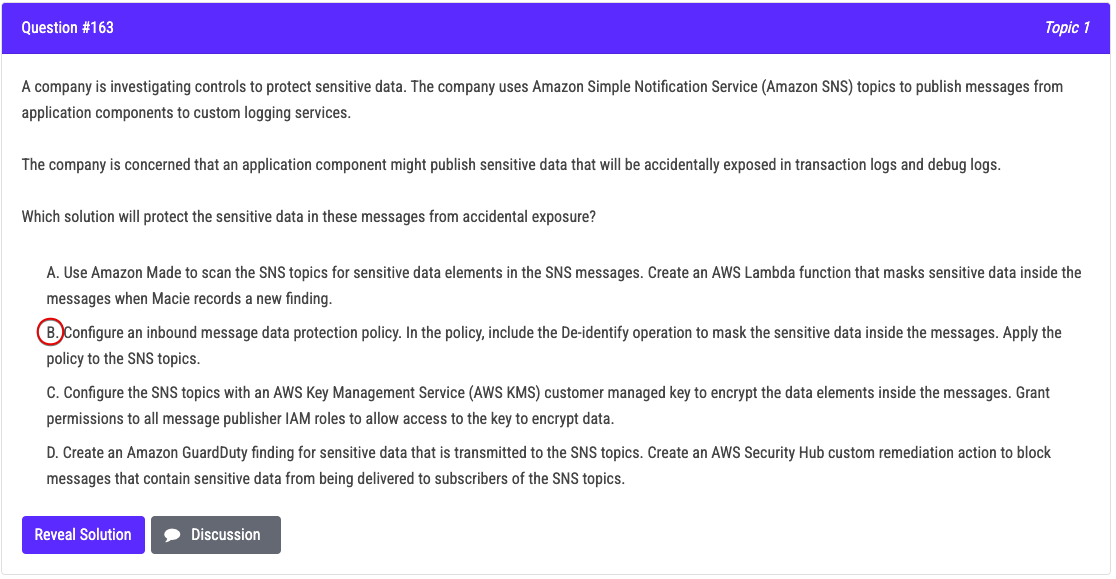 Question #163
Topic 1
A company is investigating controls to protect sensitive data. The company uses Amazon Simple Notification Service (Amazon SNS) topics to publish messages from
application components to custom logging services.
The company is concerned that an application component might publish sensitive data that will be accidentally exposed in transaction logs and debug logs.
Which solution will protect the sensitive data in these messages from accidental exposure?
A. Use Amazon Made to scan the SNS topics for sensitive data elements in the SNS messages. Create an AWS Lambda function that masks sensitive data inside the
messages when Macie records a new finding.
B. Configure an inbound message data protection policy. In the policy, include the De-identify operation to mask the sensitive data inside the messages. Apply the
policy to the SNS topics.
C. Configure the SNS topics with an AWS Key Management Service (AWS KMS) customer managed key to encrypt the data elements inside the messages. Grant
permissions to all message publisher IAM roles to allow access to the key to encrypt data.
D. Create an Amazon GuardDuty finding for sensitive data that is transmitted to the SNS topics. Create an AWS Security Hub custom remediation action to block
messages that contain sensitive data from being delivered to subscribers of the SNS topics.
Reveal Solution
Discussion